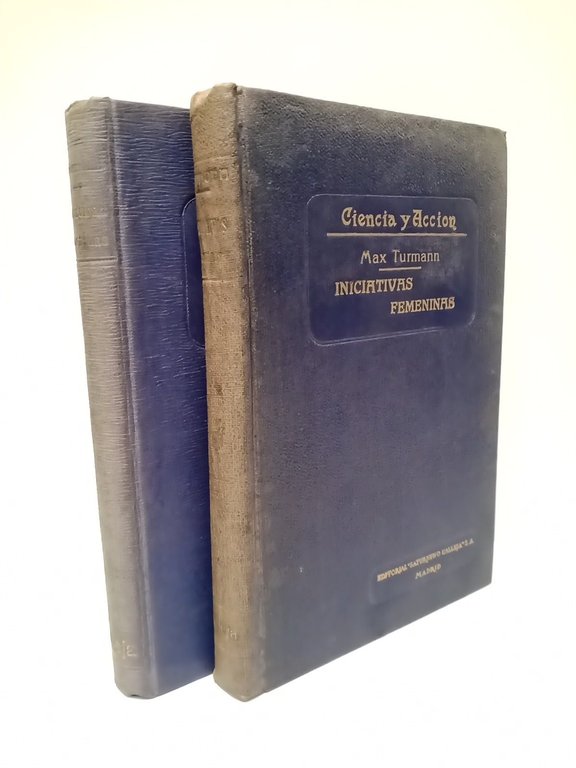 Ciencia y Accion
Max Turmann
INICIATIVAS
FEMENINAS
EDITORIAL "SATURNINO CALLEJA" S.A.
MADRID